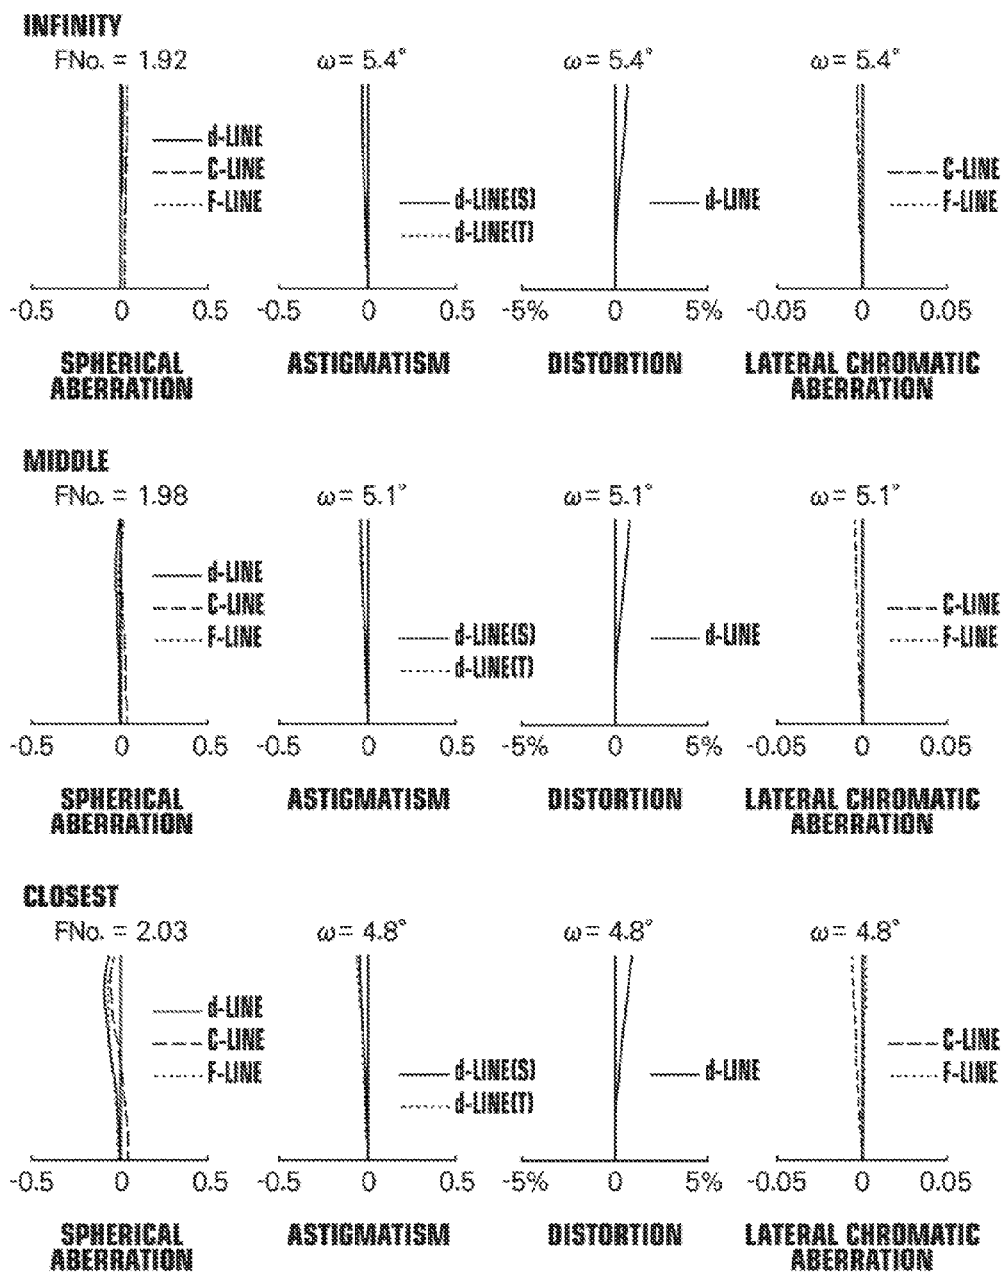 INFINITY
FNo. = 1.92
ω= 5.4°
ω= 5.4°
ω= 5.4°
d-LINE
C-LINE
F-LINE
d-LINE(S)
d-LINE(T)
d-LINE
C-LINE
F-LINE
-0.5 0 0.5
-0.5 0 0.5
-5% 0 5%
-0.05 0 0.05
SPHERICAL
ABERRATION
ASTIGMATISM
DISTORTION
LATERAL CHROMATIC
ABERRATION
MIDDLE
FNo. = 1.98
ω= 5.1°
ω= 5.1°
ω= 5.1°
d-LINE
C-LINE
F-LINE
d-LINE(S)
d-LINE(T)
d-LINE
C-LINE
F-LINE
-0.5 0 0.5
-0.5 0 0.5
-5% 0 5%
-0.05 0 0.05
SPHERICAL
ABERRATION
ASTIGMATISM
DISTORTION
LATERAL CHROMATIC
ABERRATION
CLOSEST
FNo. = 2.03
ω= 4.8°
ω= 4.8°
ω= 4.8°
d-LINE
C-LINE
F-LINE
d-LINE(S)
d-LINE(T)
d-LINE
C-LINE
F-LINE
-0.5 0 0.5
-0.5 0 0.5
-5% 0 5%
-0.05 0 0.05
SPHERICAL
ABERRATION
ASTIGMATISM
DISTORTION
LATERAL CHROMATIC
ABERRATION